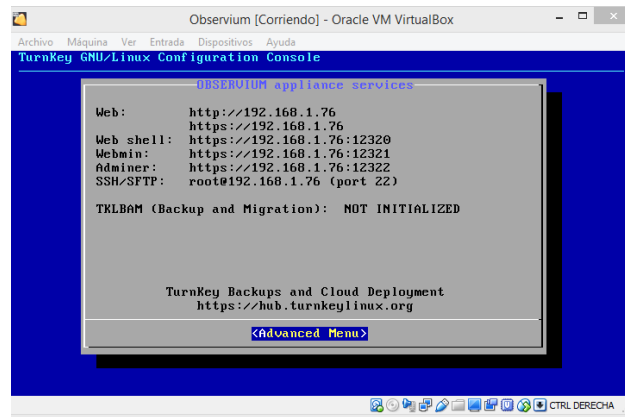 Observium [Corriendo] - Oracle VM VirtualBox
Archivo Máquina Ver Entrada Dispositivos Ayuda
TurnKey GNU/Linux Configuration Console
OBSERVIUM appliance services
Web: http://192.168.1.76
https://192.168.1.76
Web shell: https://192.168.1.76:12320
Webmin: https://192.168.1.76:12321
Adminer: https://192.168.1.76:12322
SSH/SFTP: root@192.168.1.76 (port 22)
TKLBAM (Backup and Migration): NOT INITIALIZED
TurnKey Backups and Cloud Deployment
https://hub.turnkeylinux.org
<Advanced Menu>
CTRL DERECHA